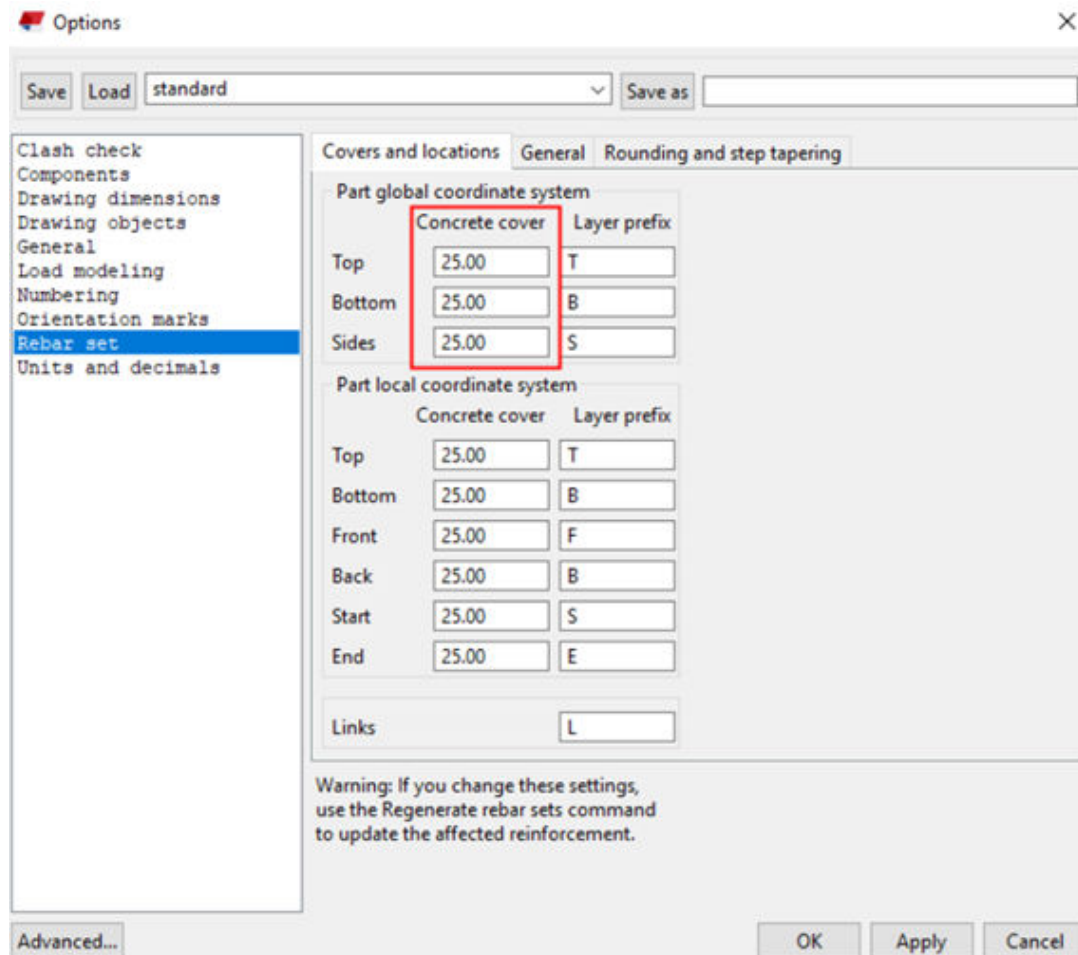 Options
Save Load standard Save as
Clash check
Components
Drawing dimensions
Drawing objects
General
Load modeling
Numbering
Orientation marks
Rebar set
Units and decimals
Covers and locations General Rounding and step tapering
Part global coordinate system
Concrete cover Layer prefix
Top 25.00 T
Bottom 25.00 B
Sides 25.00 S
Part local coordinate system
Concrete cover Layer prefix
Top 25.00 T
Bottom 25.00 B
Front 25.00 F
Back 25.00 B
Start 25.00 S
End 25.00 E
Links L
Warning: If you change these settings,
use the Regenerate rebar sets command
to update the affected reinforcement.
Advanced... OK Apply Cancel